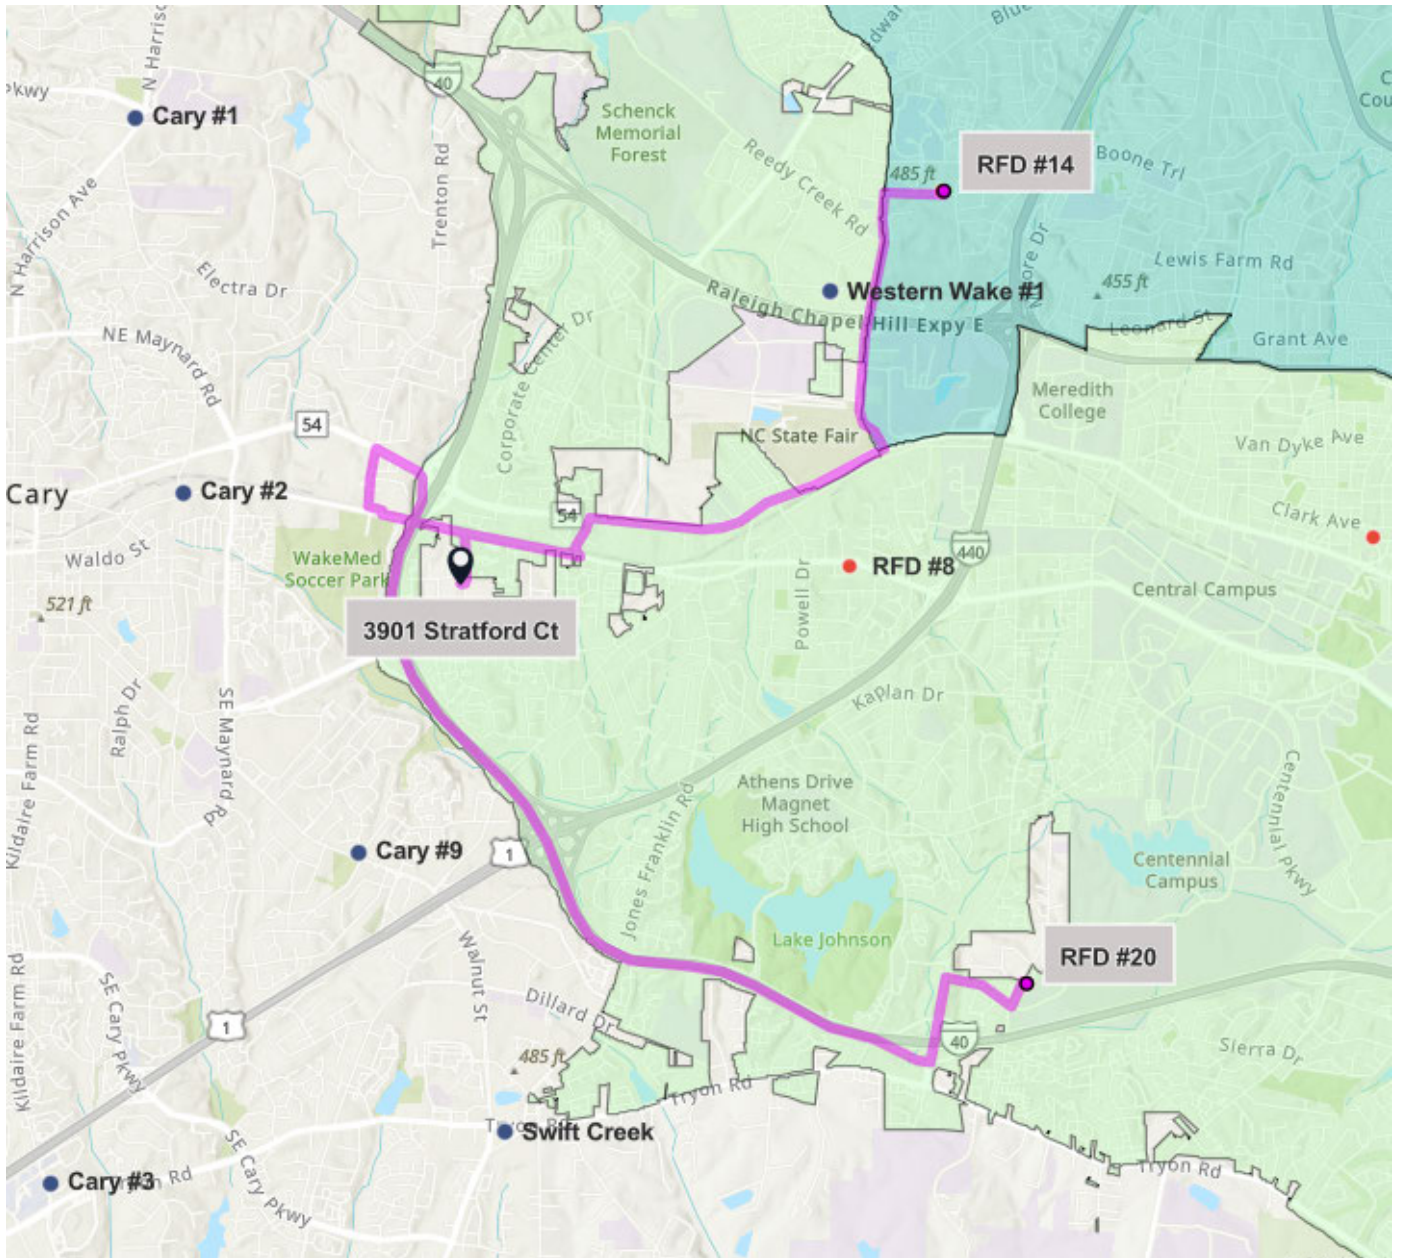 Pkwy
N Harrisc
Cary #1
N Harrison Ave
Trenton Rd
40
Schenck
Memorial
Forest
Reedy Creek Rd
Blue
485 ft
RFD #14
Boone Trl
C
Cou
Electra Dr
NE Maynard Rd
54
Corporate Center Dr
Western Wake #1
Raleigh Chapel Hill Expy E
Lewis Farm Rd
455 ft
Leonard St
Grant Ave
Meredith
College
NC State Fair
Van Dyke Ave
Cary
Cary #2
54
Clark Ave
Waldo St
WakeMed
Soccer Park
RFD #8
440
Powell Dr
Central Campus
521 ft
3901 Stratford Ct
Ralph Dr
SE Maynard Rd
Kildaire Farm Rd
Kaplan Dr
Centennial Pkwy
Athens Drive
Magnet
High School
Jones Franklin Rd
Cary #9
1
Centennial
Campus
Lake Johnson
RFD #20
Walnut St
Kildaire Farm Rd
SE Cary Pkwy
1
Dillard Dr
40
Sierra Dr
485 ft
Tryon Rd
Swift Creek
SE Cary Pkwy
Cary #3
Tryon Rd